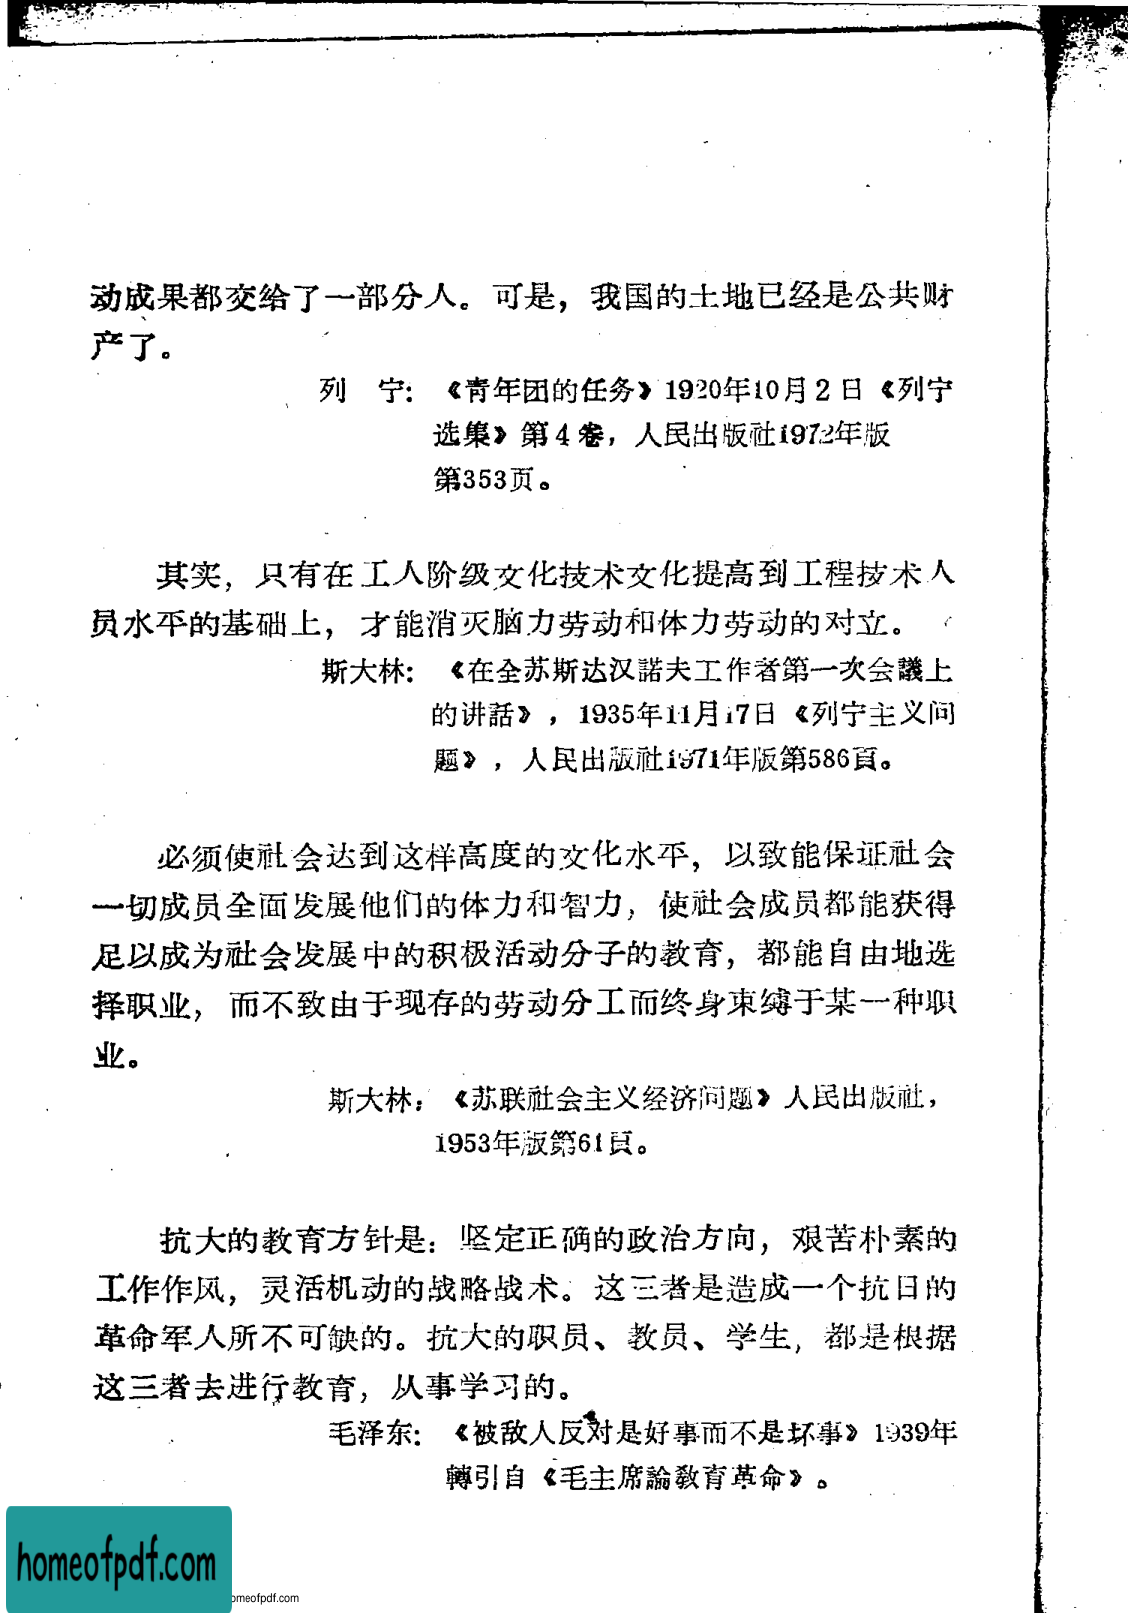 动成果都交给了一部分人。可是，我国的土地已经是公共财
产了。
列　宁：《青年团的任务》1920年10月2日《列宁
选集》第4卷，人民出版社1972年版
第353页。
其实，只有在工人阶级文化技术文化提高到工程技术人
员水平的基础上，才能消灭脑力劳动和体力劳动的对立。
斯大林：《在全苏斯达汉諾夫工作者第一次会議上
的讲話》，1935年11月17日《列宁主义问
题》，人民出版社1971年版第586頁。
必须使社会达到这样高度的文化水平，以致能保证社会
一切成员全面发展他们的体力和智力，使社会成员都能获得
足以成为社会发展中的积极活动分子的教育，都能自由地选
择职业，而不致由于现存的劳动分工而终身束缚于某一种职
业。
斯大林：《苏联社会主义经济问题》人民出版社，
1953年版第61頁。
抗大的教育方针是：坚定正确的政治方向，艰苦朴素的
工作作风，灵活机动的战略战术。这三者是造成一个抗日的
革命军人所不可缺的。抗大的职员、教员、学生，都是根据
这三者去进行教育，从事学习的。
毛泽东：《被敌人反对是好事而不是坏事》1939年
轉引自《毛主席論敎育革命》。
homeofpdf.com
omeofpdf.com